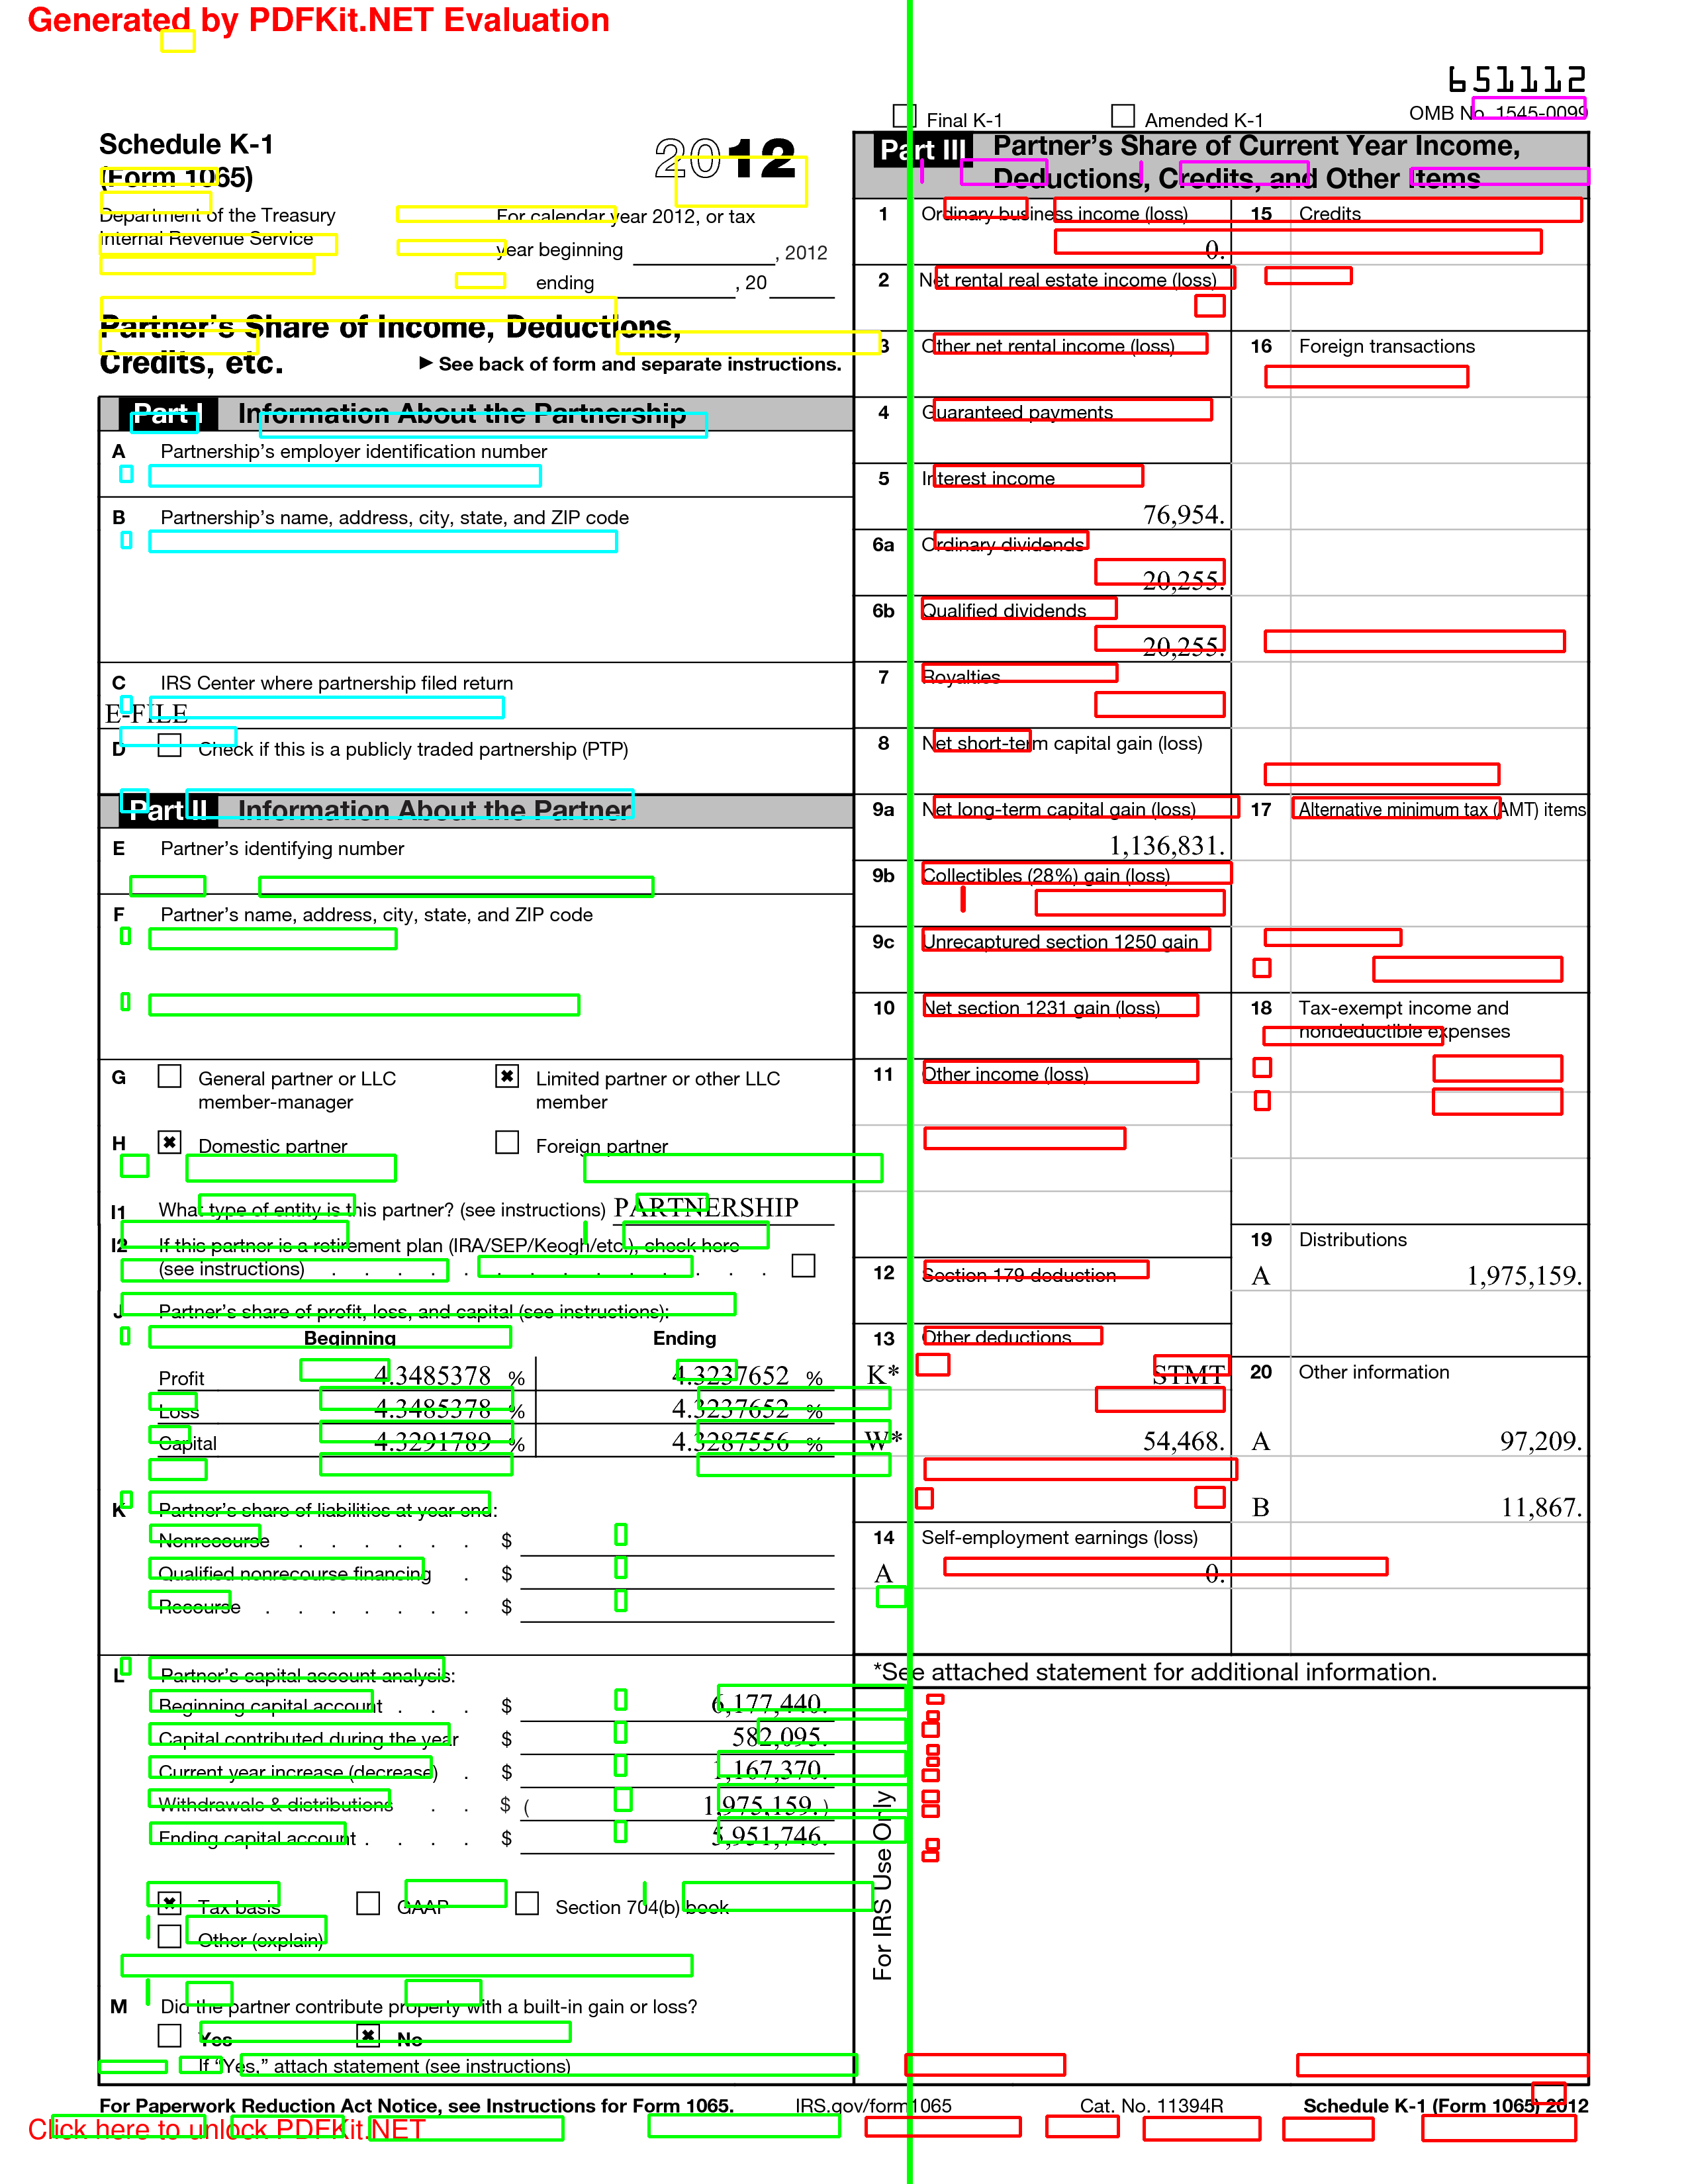 Generated by PDFKit.NET Evaluation
651112
OMB No. 1545-0099
Final K-1
Amended K-1
Schedule K-1
(Form 1065)
2012
Department of the Treasury
Internal Revenue Service
For calendar year 2012, or tax
year beginning , 2012
ending , 20
Partner's Share of Income, Deductions,
Credits, etc.
► See back of form and separate instructions.
Part I Information About the Partnership
A Partnership's employer identification number
B Partnership's name, address, city, state, and ZIP code
C IRS Center where partnership filed return
E-FILE
D Check if this is a publicly traded partnership (PTP)
Part II Information About the Partner
E Partner's identifying number
F Partner's name, address, city, state, and ZIP code
G General partner or LLC
member-manager
✖ Limited partner or other LLC
member
H ✖ Domestic partner
Foreign partner
I1 What type of entity is this partner? (see instructions) PARTNERSHIP
I2 If this partner is a retirement plan (IRA/SEP/Keogh/etc.), check here
(see instructions) . . . . . . . . . . . . . .
J Partner's share of profit, loss, and capital (see instructions):
Beginning Ending
Profit 4.3485378 % 4.3237652 %
Loss 4.3485378 % 4.3237652 %
Capital 4.3291789 % 4.3287556 %
K Partner's share of liabilities at year end:
Nonrecourse . . . . . . $
Qualified nonrecourse financing . $
Recourse . . . . . . . $
L Partner's capital account analysis:
Beginning capital account . . . $ 6,177,440.
Capital contributed during the year $ 582,095.
Current year increase (decrease) . $ 1,167,370.
Withdrawals & distributions . . $ ( 1,975,159. )
Ending capital account . . . . $ 5,951,746.
✖ Tax basis GAAP Section 704(b) book
Other (explain)
M Did the partner contribute property with a built-in gain or loss?
Yes ✖ No
If "Yes," attach statement (see instructions)
Part III Partner's Share of Current Year Income,
Deductions, Credits, and Other Items
1 Ordinary business income (loss)
0.
2 Net rental real estate income (loss)
3 Other net rental income (loss)
4 Guaranteed payments
5 Interest income
76,954.
6a Ordinary dividends
20,255.
6b Qualified dividends
20,255.
7 Royalties
8 Net short-term capital gain (loss)
9a Net long-term capital gain (loss)
1,136,831.
9b Collectibles (28%) gain (loss)
9c Unrecaptured section 1250 gain
10 Net section 1231 gain (loss)
11 Other income (loss)
12 Section 179 deduction
13 Other deductions
K* STMT
W* 54,468.
14 Self-employment earnings (loss)
A 0.
15 Credits
16 Foreign transactions
17 Alternative minimum tax (AMT) items
18 Tax-exempt income and
nondeductible expenses
19 Distributions
A 1,975,159.
20 Other information
A 97,209.
B 11,867.
*See attached statement for additional information.
For IRS Use Only
For Paperwork Reduction Act Notice, see Instructions for Form 1065. IRS.gov/form1065 Cat. No. 11394R Schedule K-1 (Form 1065) 2012
Click here to unlock PDFKit.NET